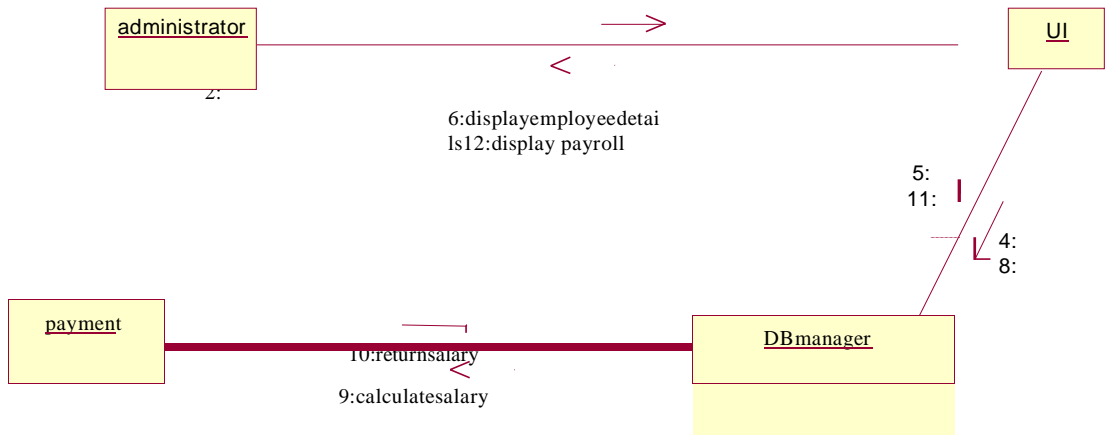 administrator
UI
2:
6:displayemployeedetai
ls12:display payroll
5:
11:
4:
8:
payment
DBmanager
10:returnsalary
9:calculatesalary